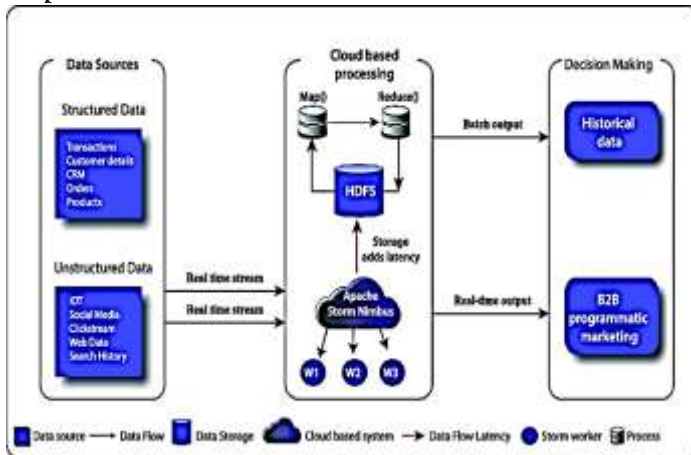 Data Sources
Structured Data
Transactions
Customer details
CRM
Orders
Products
Unstructured Data
IOT
Social Media
Clickstream
Web Data
Search History
Real time stream
Real time stream
Cloud based
processing
Map()
Reduce()
HDFS
Storage
adds latency
Apache
Storm Nimbus
W1
W2
W3
Batch output
Real-time output
Decision Making
Historical
data
B2B
programmatic
marketing
Data source
Data Flow
Data Storage
Cloud based system
Data Flow Latency
Storm worker
Process